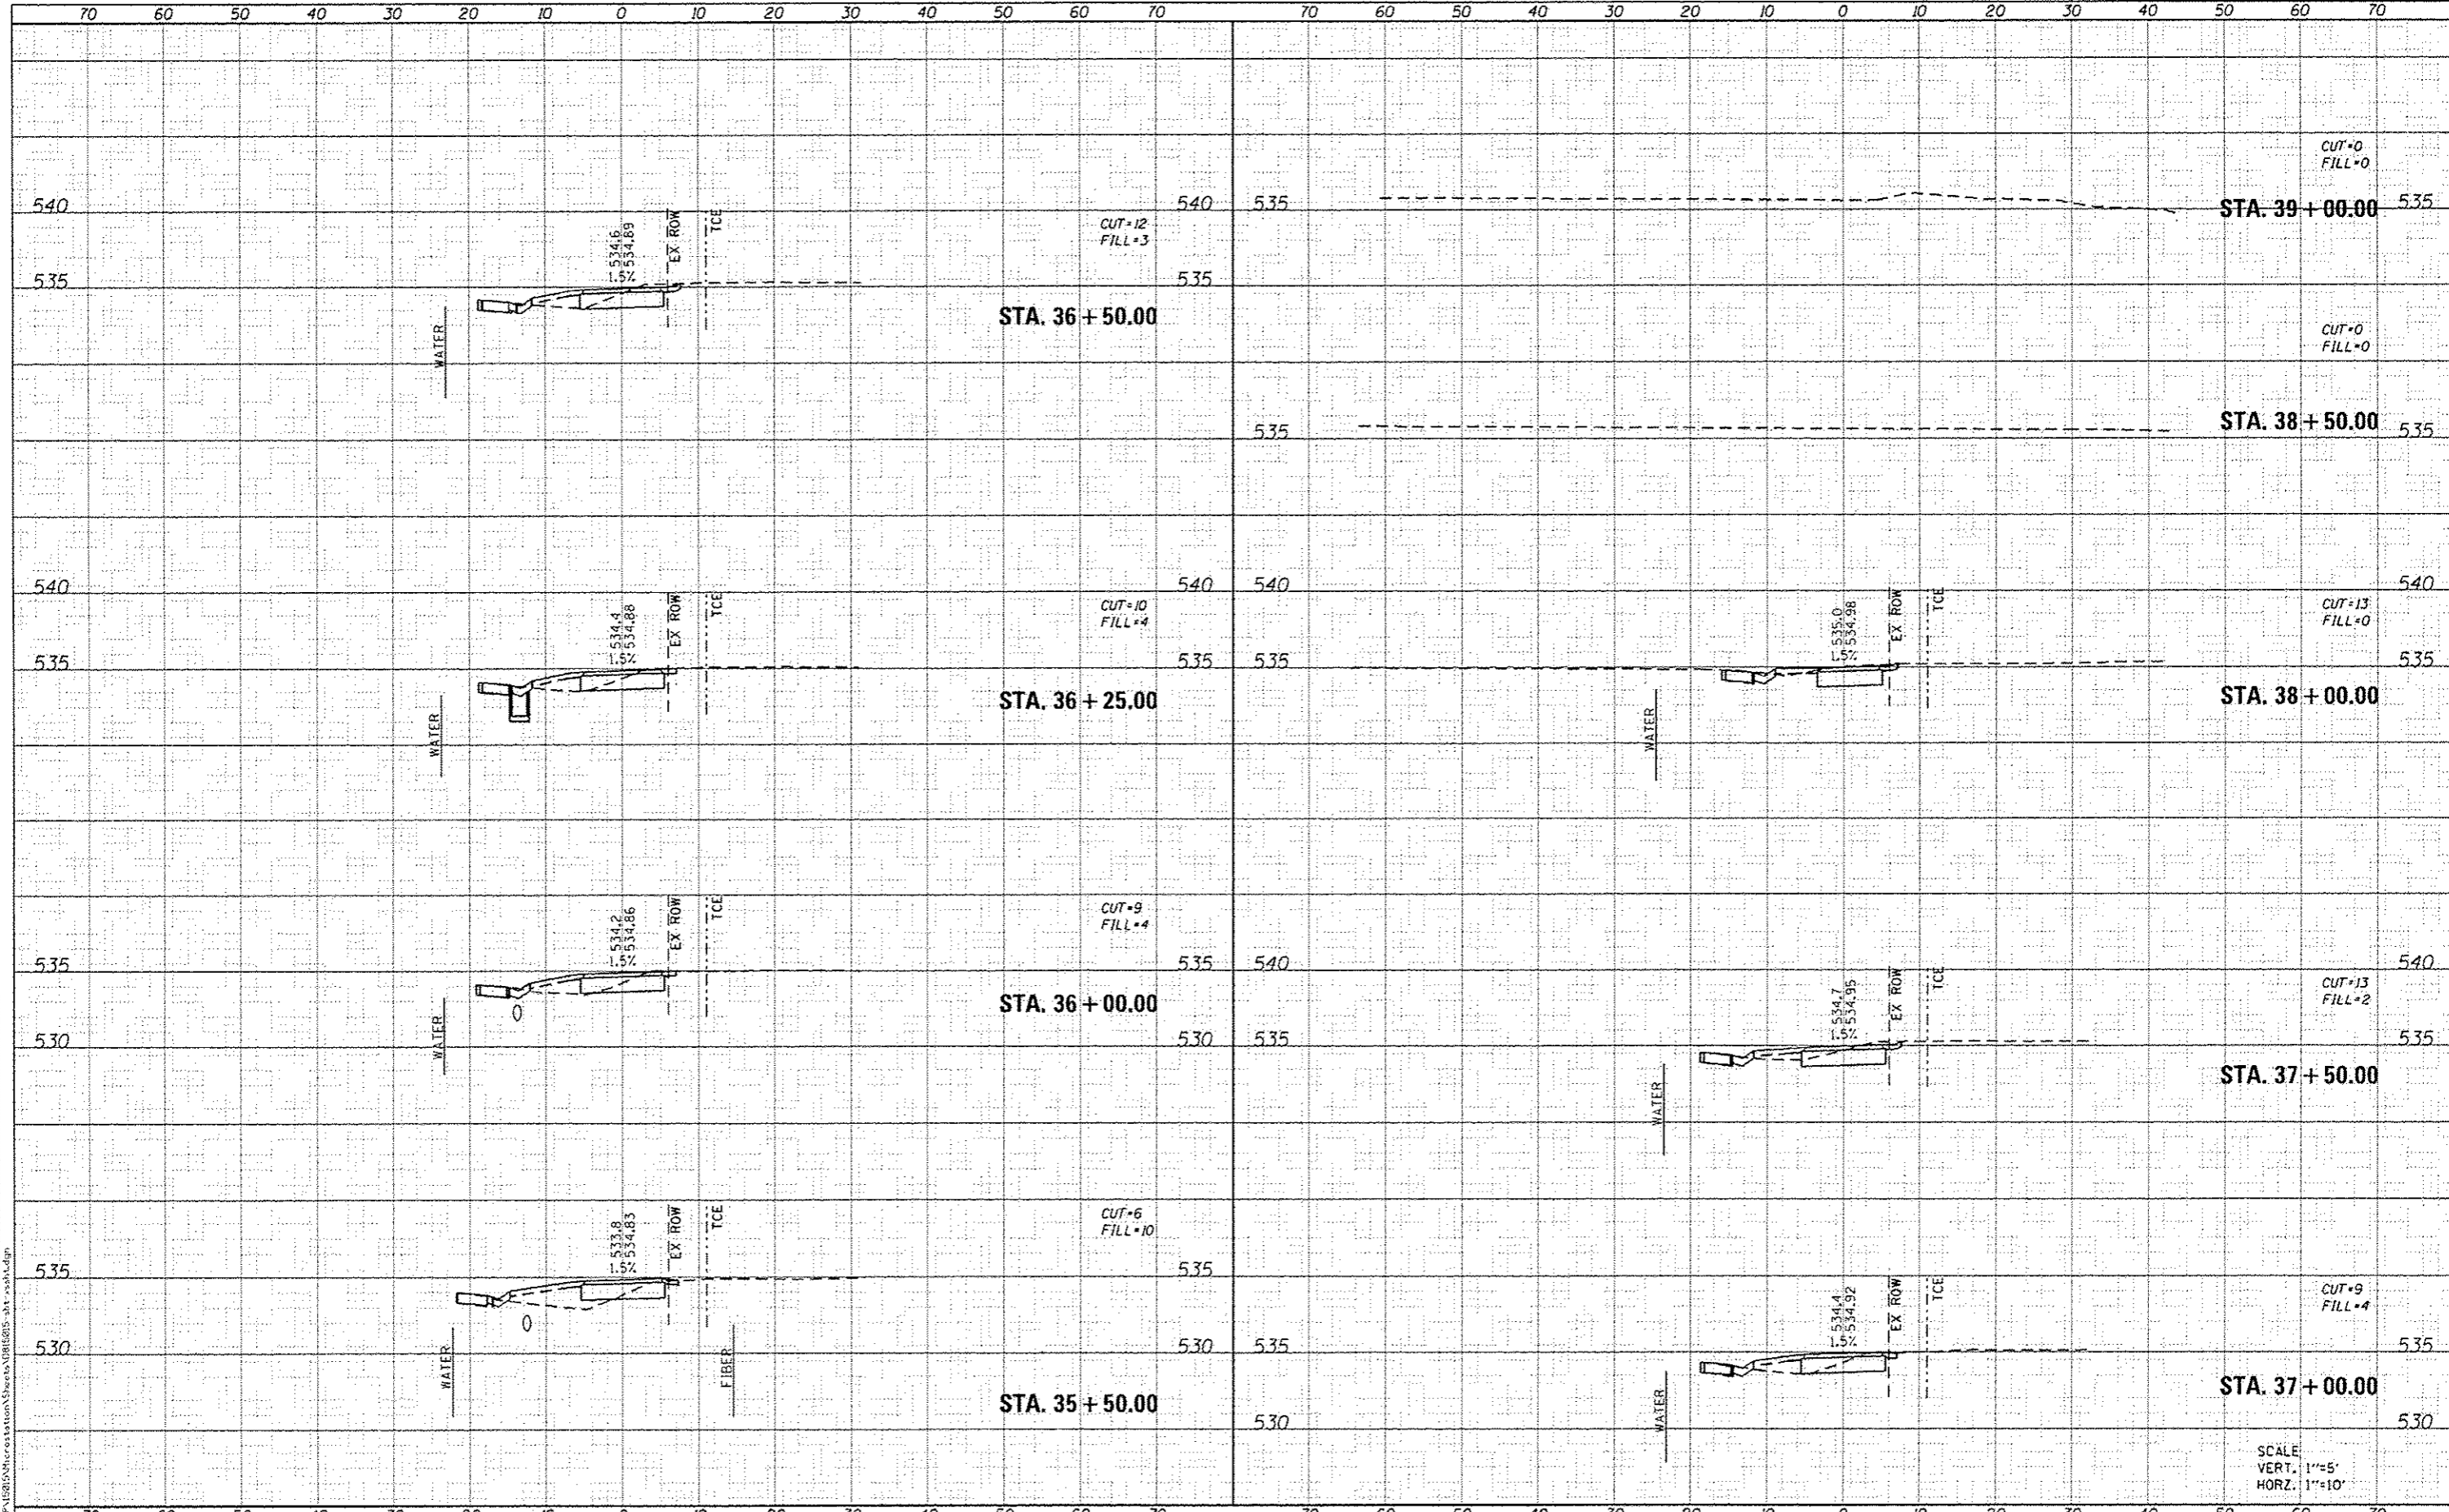 70 60 50 40 30 20 10 0 10 20 30 40 50 60 70 70 60 50 40 30 20 10 0 10 20 30 40 50 60 70
540 540
534.6
534.89
1.5%
EX ROW
TCE
CUT=12
FILL=3
535 535
STA. 36+50.00
WATER
540 540
534.4
534.88
1.5%
EX ROW
TCE
CUT=10
FILL=4
535 535
STA. 36+25.00
WATER
534.2
534.86
1.5%
EX ROW
TCE
CUT=9
FILL=4
535 535
STA. 36+00.00
530 530
WATER
533.8
534.83
1.5%
EX ROW
TCE
CUT=6
FILL=10
535 535
530 530
WATER
FIBER
STA. 35+50.00
CUT=0
FILL=0
535 535
STA. 39+00.00
CUT=0
FILL=0
STA. 38+50.00
535 535
540 540
535.0
534.98
1.5%
EX ROW
TCE
CUT=13
FILL=0
535 535
STA. 38+00.00
WATER
540 540
534.7
534.95
1.5%
EX ROW
TCE
CUT=13
FILL=2
535 535
STA. 37+50.00
WATER
534.4
534.92
1.5%
EX ROW
TCE
CUT=9
FILL=4
535 535
STA. 37+00.00
WATER
530 530
SCALE
VERT. 1"=5'
HORZ. 1"=10'